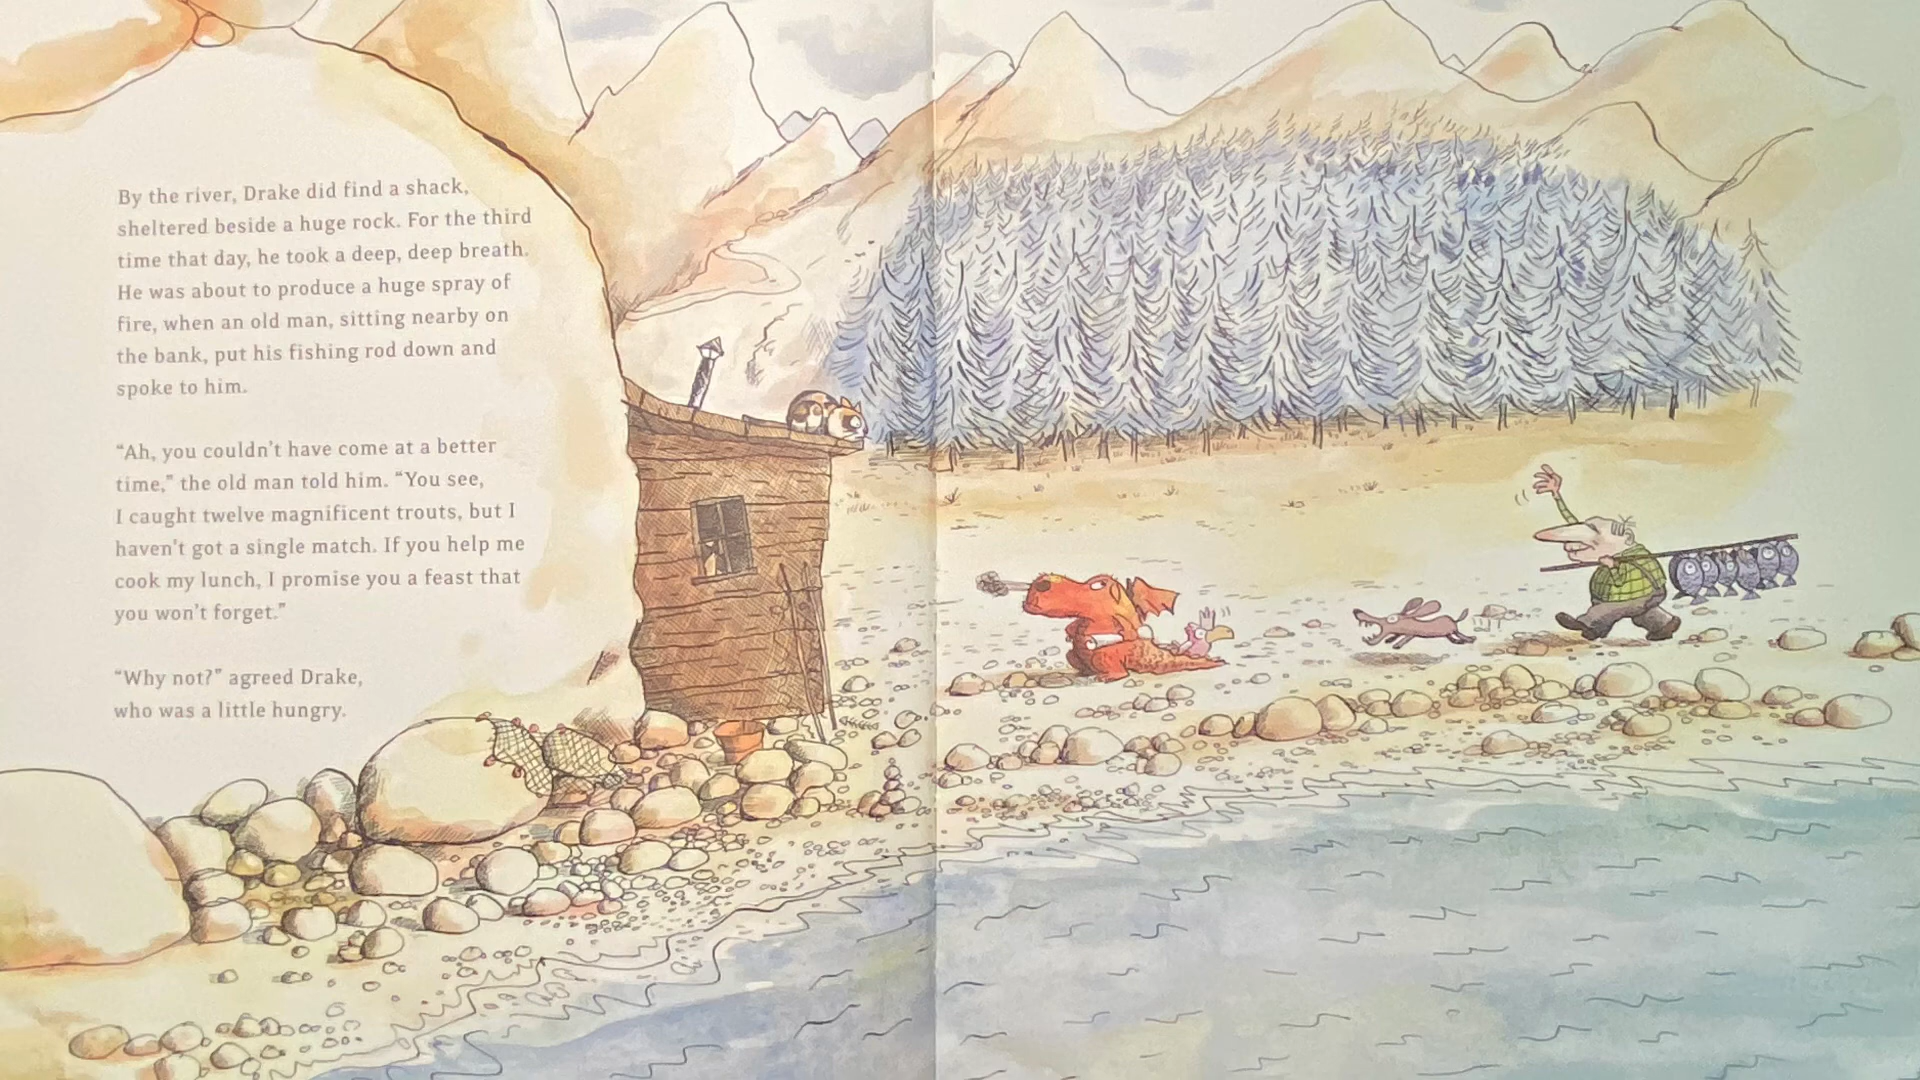 By the river, Drake did find a shack,
sheltered beside a huge rock. For the third
time that day, he took a deep, deep breath.
He was about to produce a huge spray of
fire, when an old man, sitting nearby on
the bank, put his fishing rod down and
spoke to him.
“Ah, you couldn’t have come at a better
time,” the old man told him. “You see,
I caught twelve magnificent trouts, but I
haven’t got a single match. If you help me
cook my lunch, I promise you a feast that
you won’t forget.”
“Why not?” agreed Drake,
who was a little hungry.